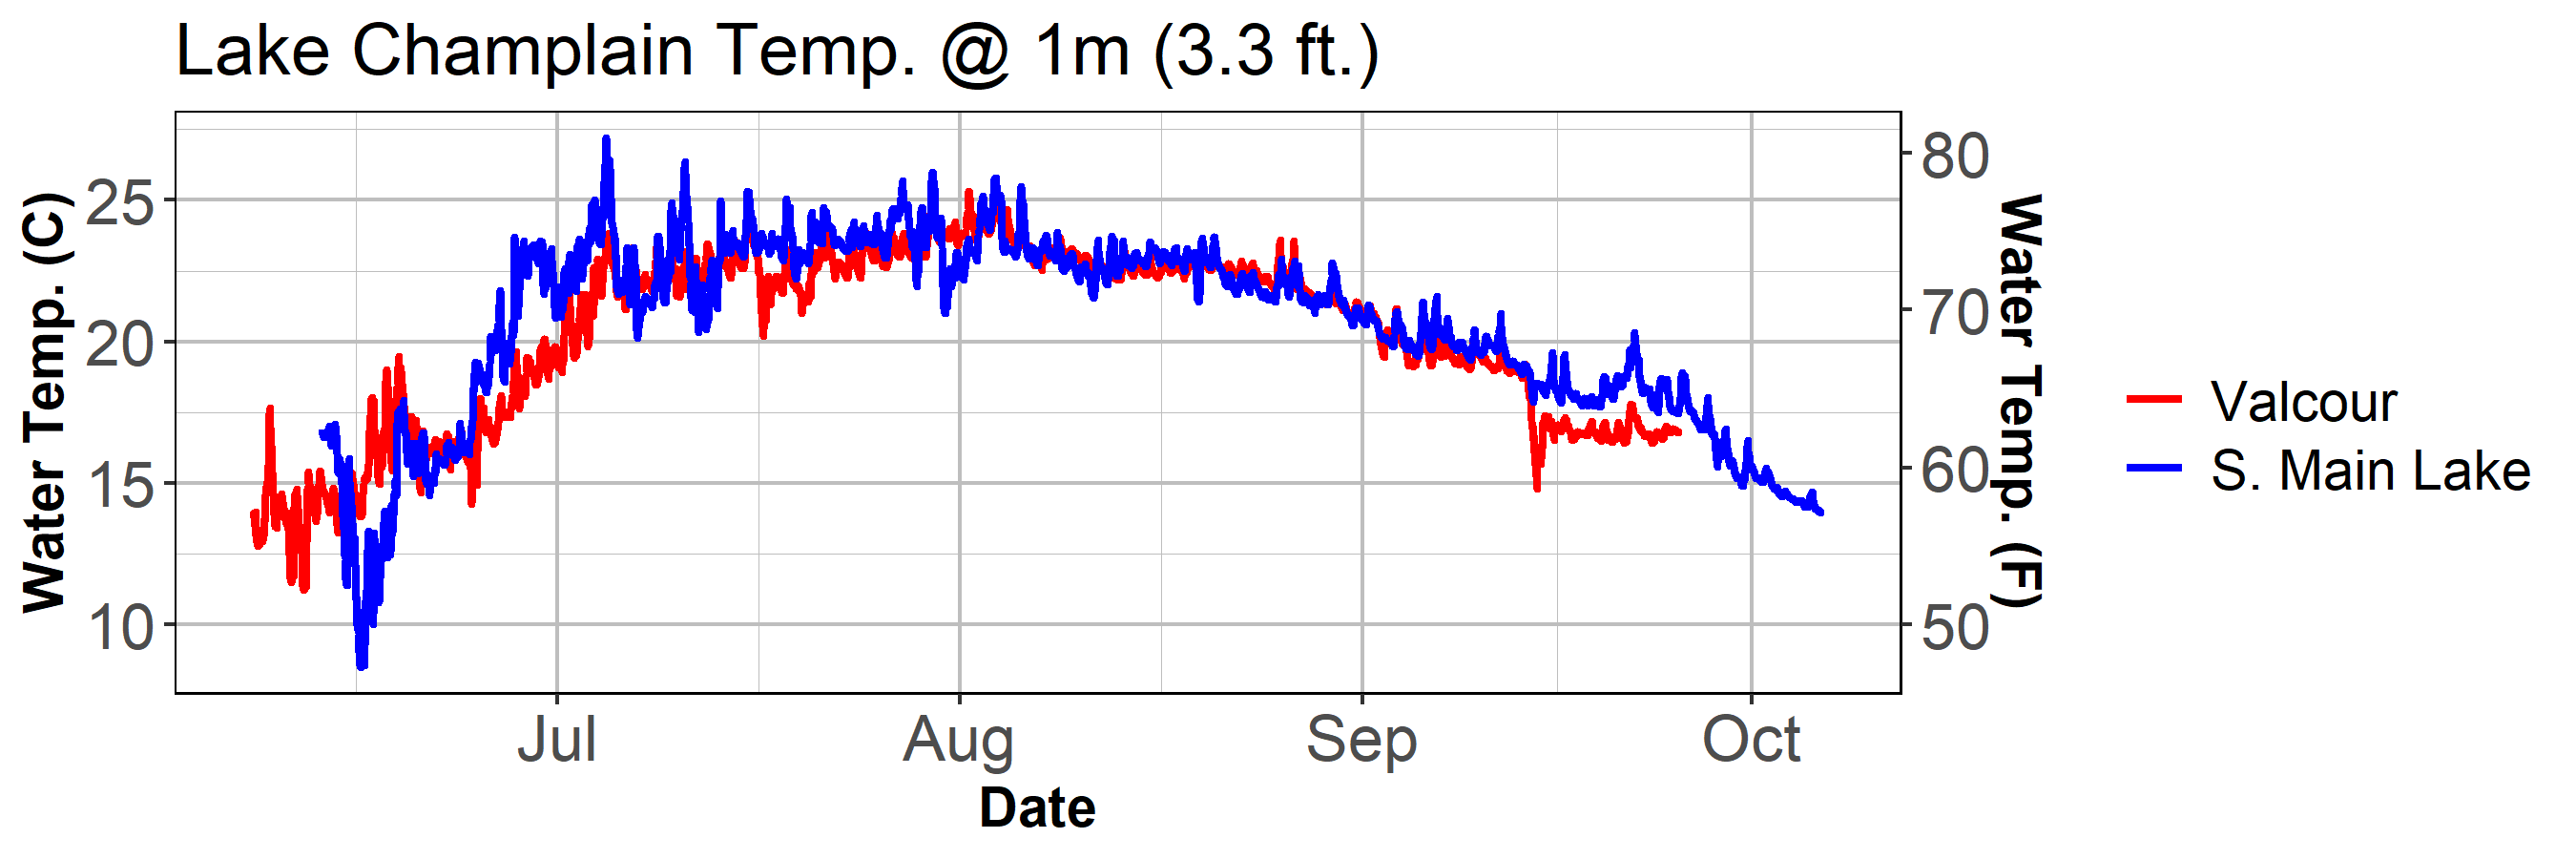 Lake Champlain Temp. @ 1m (3.3 ft.)
Water Temp. (C)
25
20
15
10
80
70
60
50
Water Temp. (F)
Jul Aug Sep Oct
Date
Valcour
S. Main Lake